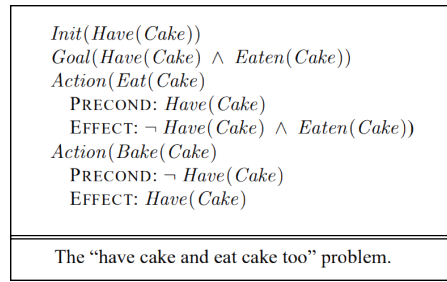 Init(Have(Cake))
Goal(Have(Cake) ∧ Eaten(Cake))
Action(Eat(Cake)
PRECOND: Have(Cake)
EFFECT: ¬ Have(Cake) ∧ Eaten(Cake))
Action(Bake(Cake)
PRECOND: ¬ Have(Cake)
EFFECT: Have(Cake)
The “have cake and eat cake too” problem.